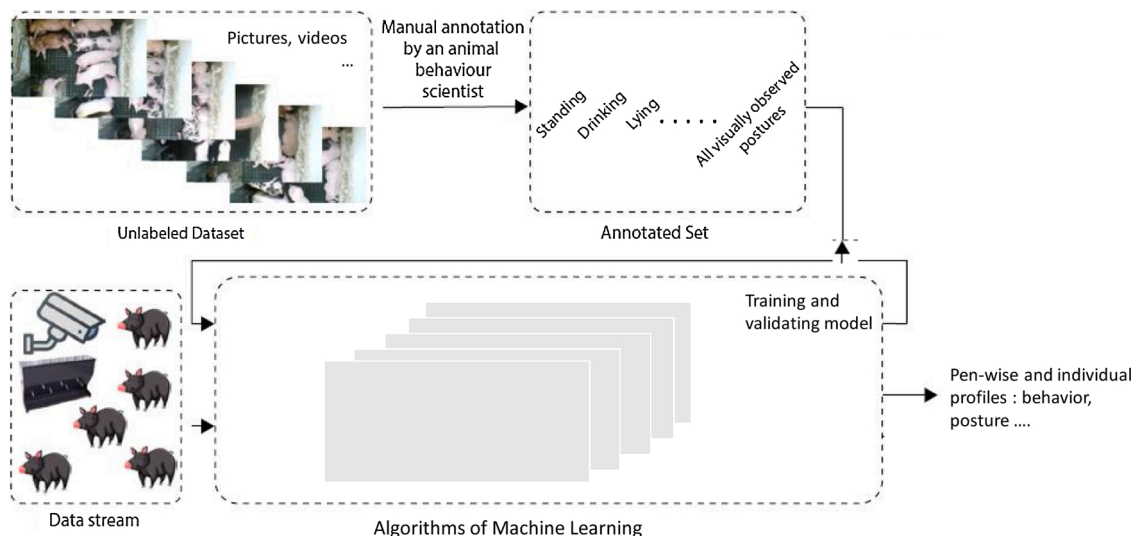 Pictures, videos
...
Manual annotation
by an animal
behaviour
scientist
Standing
Drinking
Lying
. . . . .
All visually observed
postures
Unlabeled Dataset
Annotated Set
Training and
validating model
Pen-wise and individual
profiles : behavior,
posture ....
Data stream
Algorithms of Machine Learning